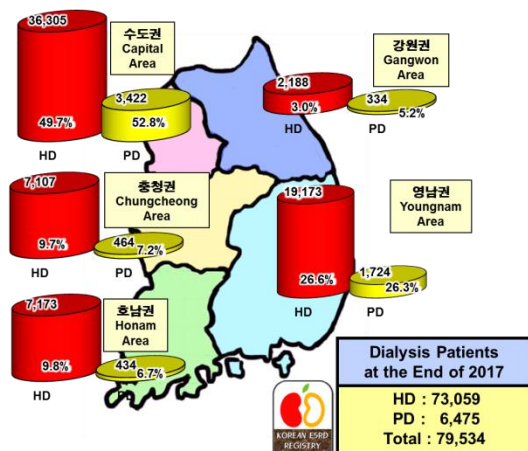 36,305
49.7%
HD
수도권
Capital
Area
3,422
52.8%
PD
강원권
Gangwon
Area
2,188
3.0%
HD
334
5.2%
PD
7,107
9.7%
HD
충청권
Chungcheong
Area
464
7.2%
PD
19,173
26.6%
HD
영남권
Youngnam
Area
1,724
26.3%
PD
7,173
9.8%
HD
호남권
Honam
Area
434
6.7%
PD
KOREAN ESRD
REGISTRY
Dialysis Patients
at the End of 2017
HD : 73,059
PD : 6,475
Total : 79,534